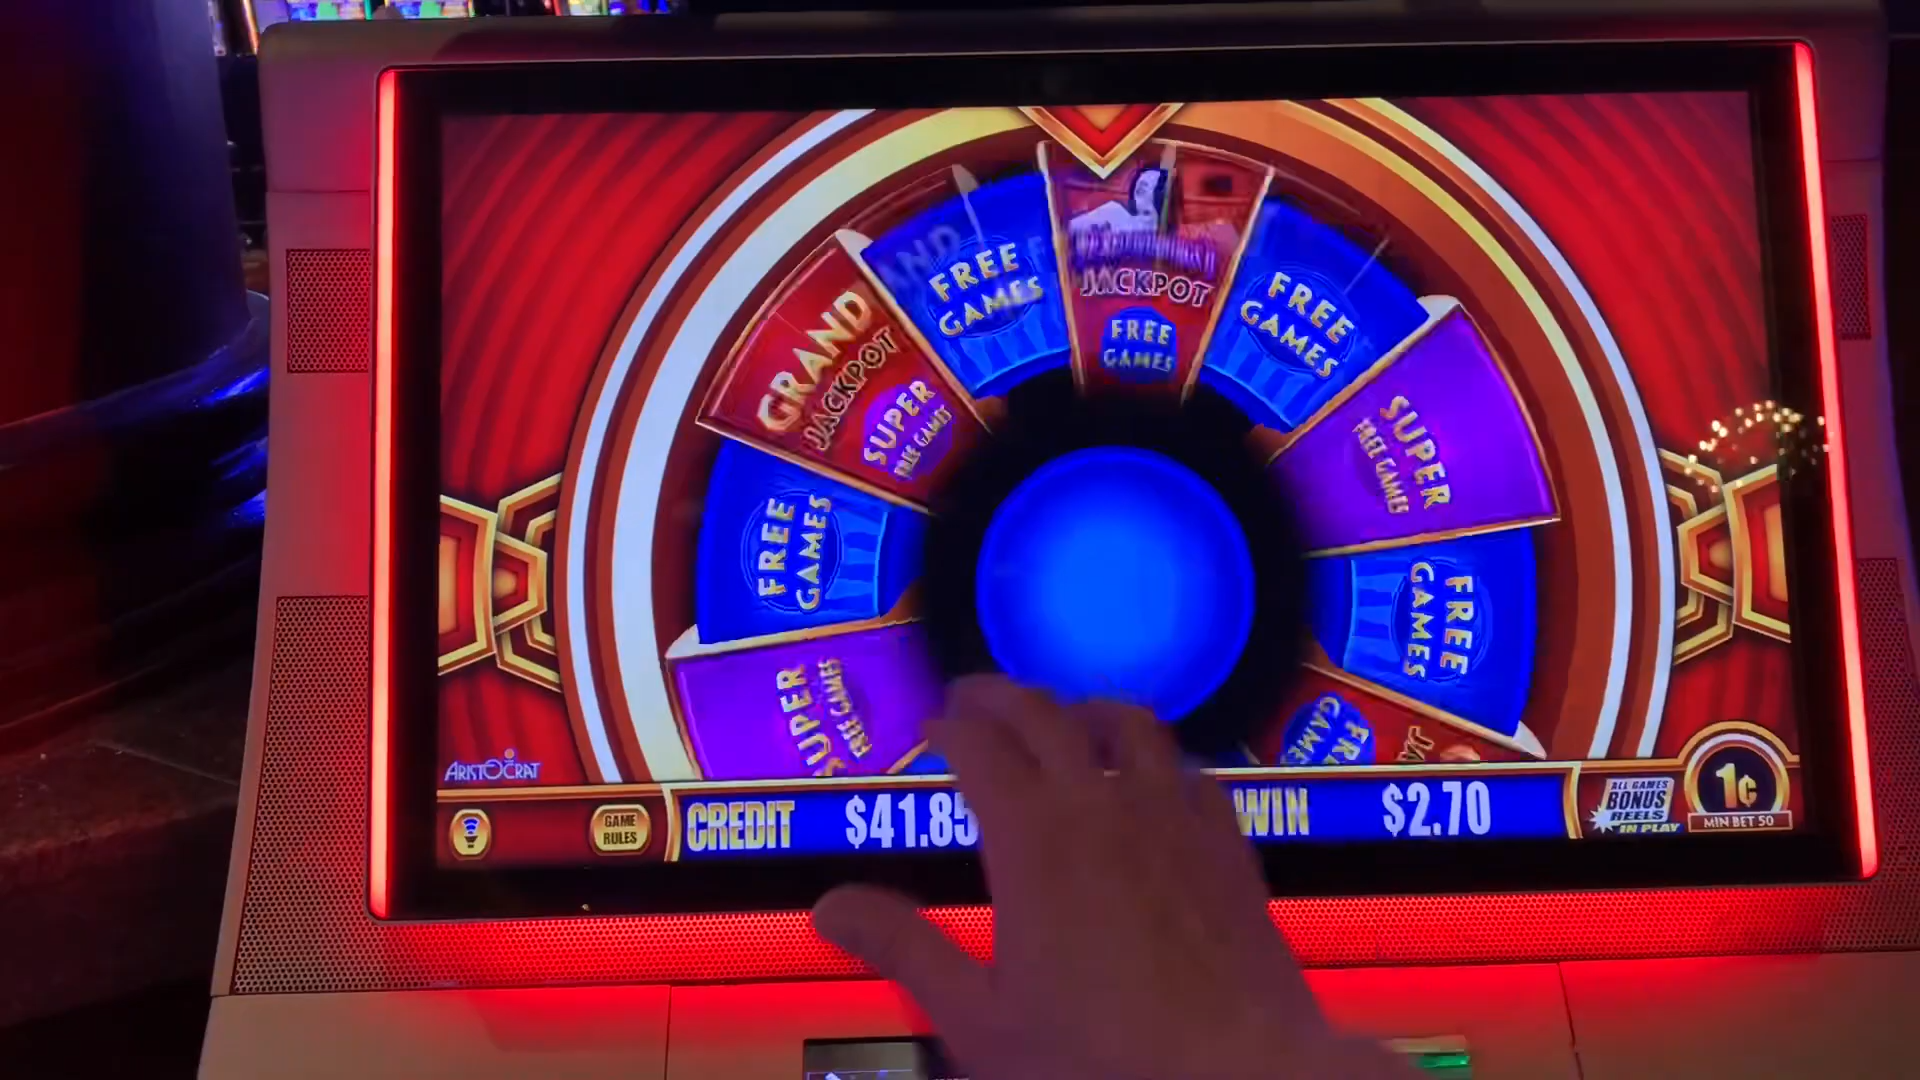 GRAND
JACKPOT
SUPER
FREE GAMES
FREE
GAMES
JACKPOT
FREE
GAMES
FREE
GAMES
SUPER
FREE GAMES
FREE
GAMES
FREE
GAMES
SUPER
FREE GAMES
ARISTOCRAT
GAME
RULES
CREDIT $41.85
WIN $2.70
ALL GAMES
BONUS
REELS
IN PLAY
1¢
MIN BET 50